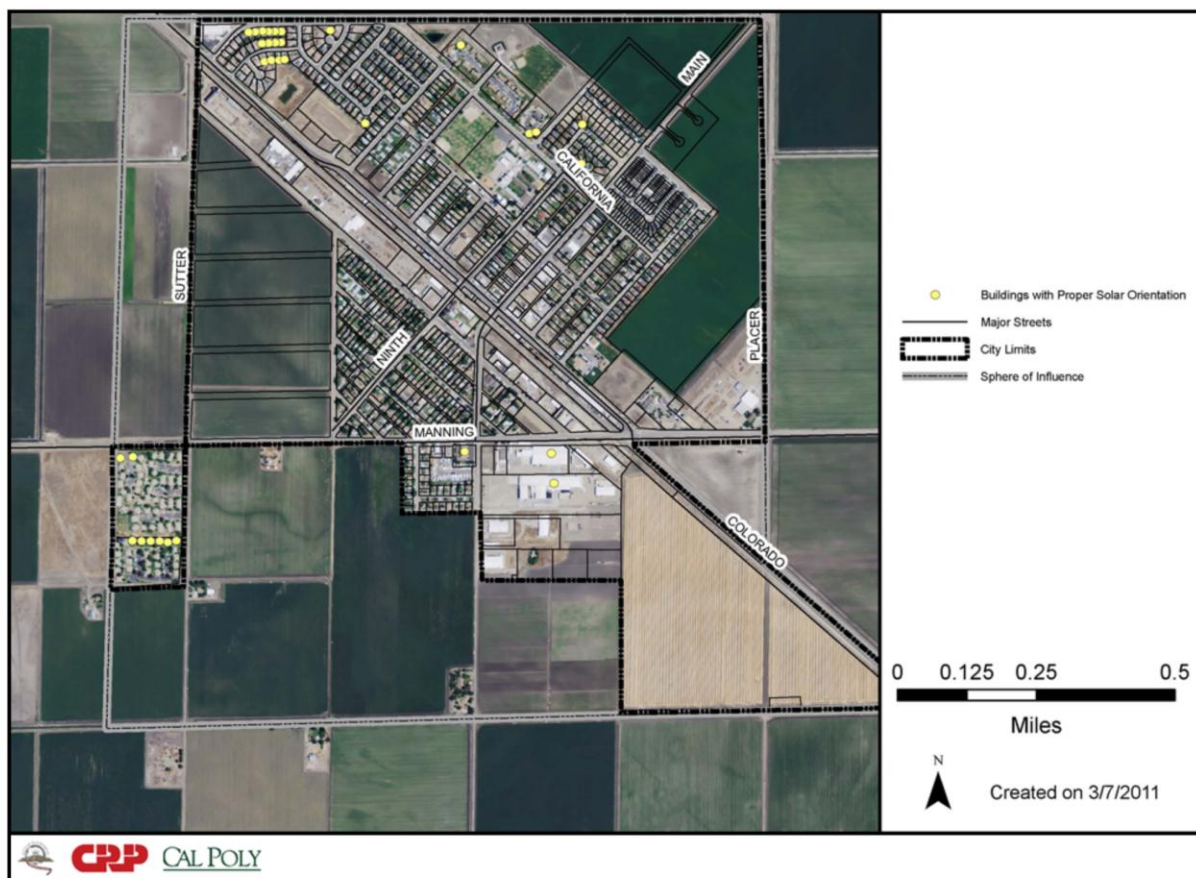 MAIN
CALIFORNIA
SUTTER
PLACER
NINTH
MANNING
COLORADO
Buildings with Proper Solar Orientation
Major Streets
City Limits
Sphere of Influence
0 0.125 0.25 0.5
Miles
N
Created on 3/7/2011
CRP CAL POLY